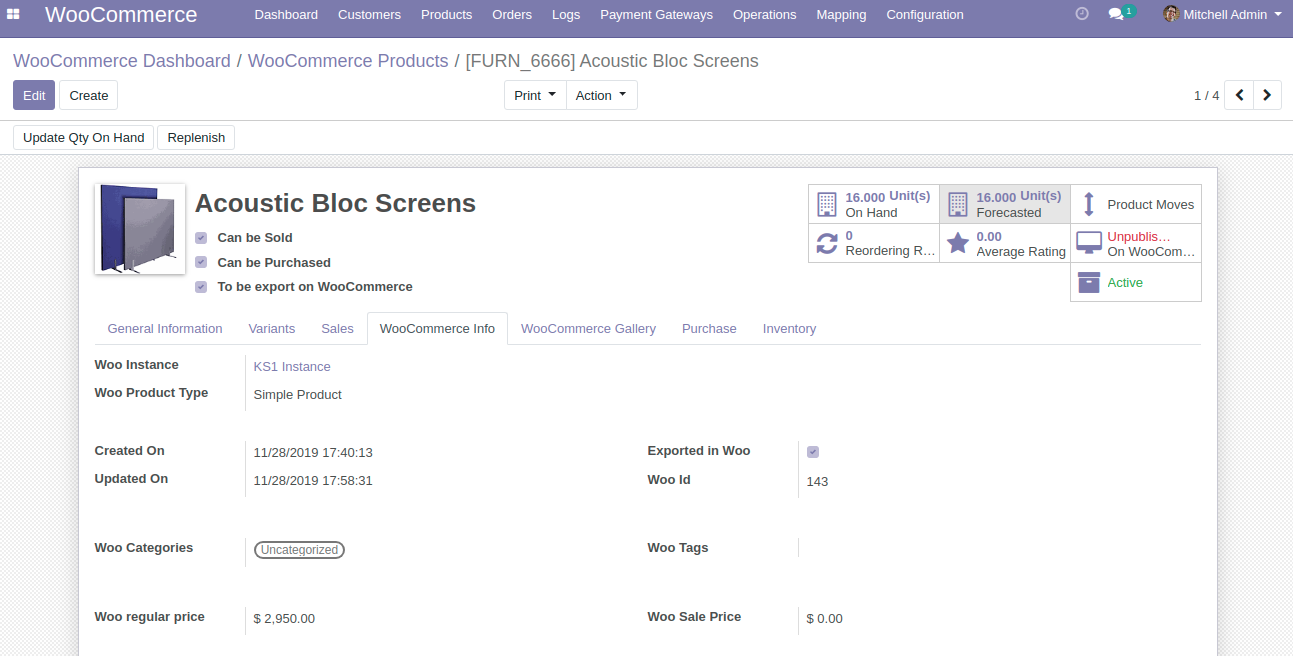 WooCommerce Dashboard Customers Products Orders Logs Payment Gateways Operations Mapping Configuration 1 Mitchell Admin
WooCommerce Dashboard / WooCommerce Products / [FURN_6666] Acoustic Bloc Screens
Edit Create Print Action 1 / 4
Update Qty On Hand Replenish
Acoustic Bloc Screens
Can be Sold
Can be Purchased
To be export on WooCommerce
16.000 Unit(s)
On Hand
16.000 Unit(s)
Forecasted
Product Moves
0
Reordering R...
0.00
Average Rating
Unpublis...
On WooCom...
Active
General Information Variants Sales WooCommerce Info WooCommerce Gallery Purchase Inventory
Woo Instance KS1 Instance
Woo Product Type Simple Product
Created On 11/28/2019 17:40:13 Exported in Woo
Updated On 11/28/2019 17:58:31 Woo Id 143
Woo Categories Uncategorized Woo Tags
Woo regular price $ 2,950.00 Woo Sale Price $ 0.00